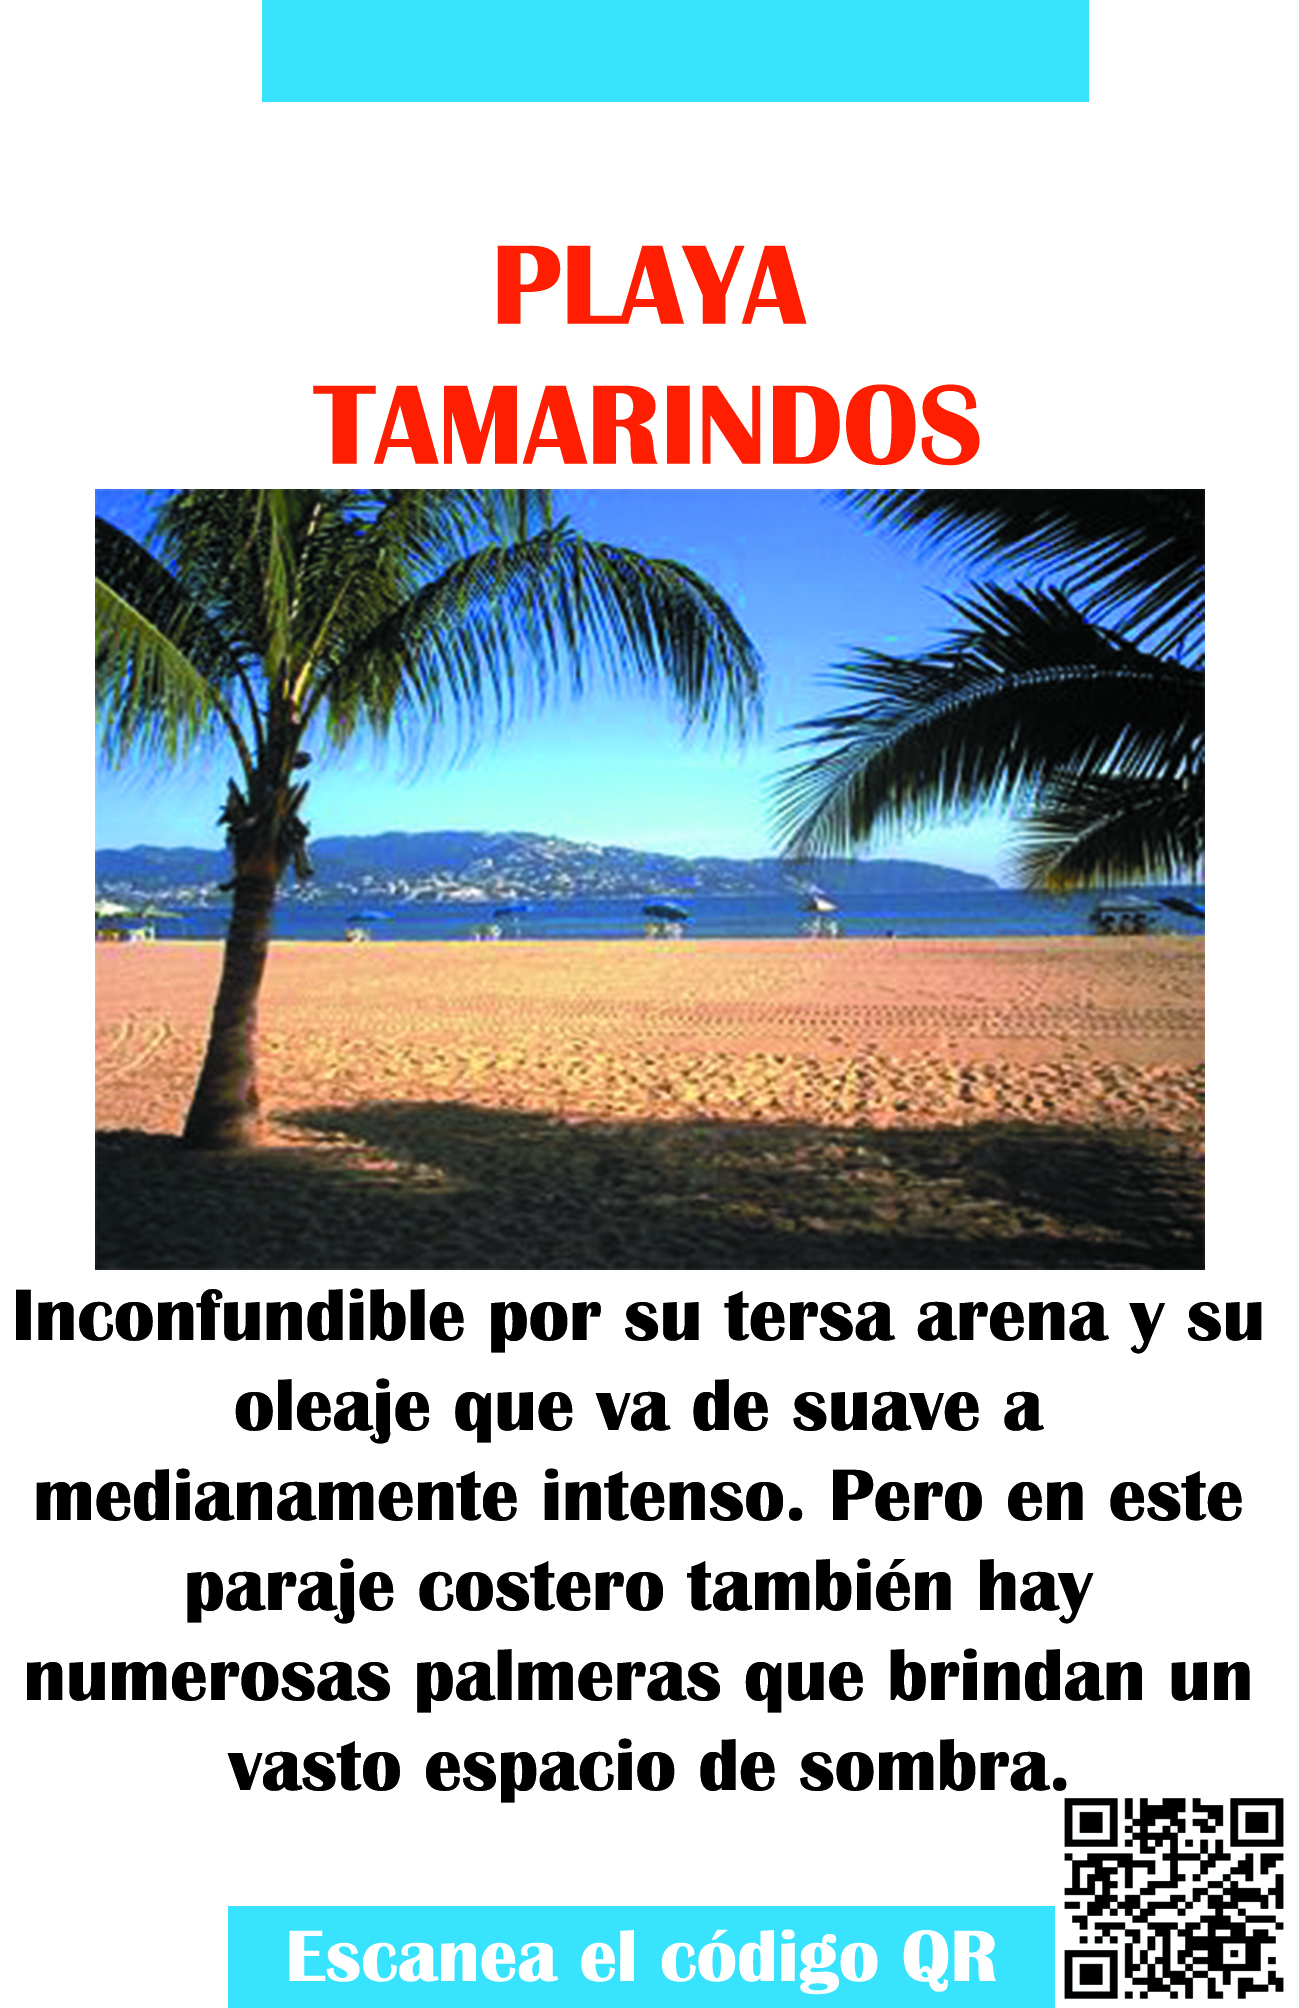 PLAYA
TAMARINDOS
Inconfundible por su tersa arena y su
oleaje que va de suave a
medianamente intenso. Pero en este
paraje costero también hay
numerosas palmeras que brindan un
vasto espacio de sombra.
Escanea el código QR